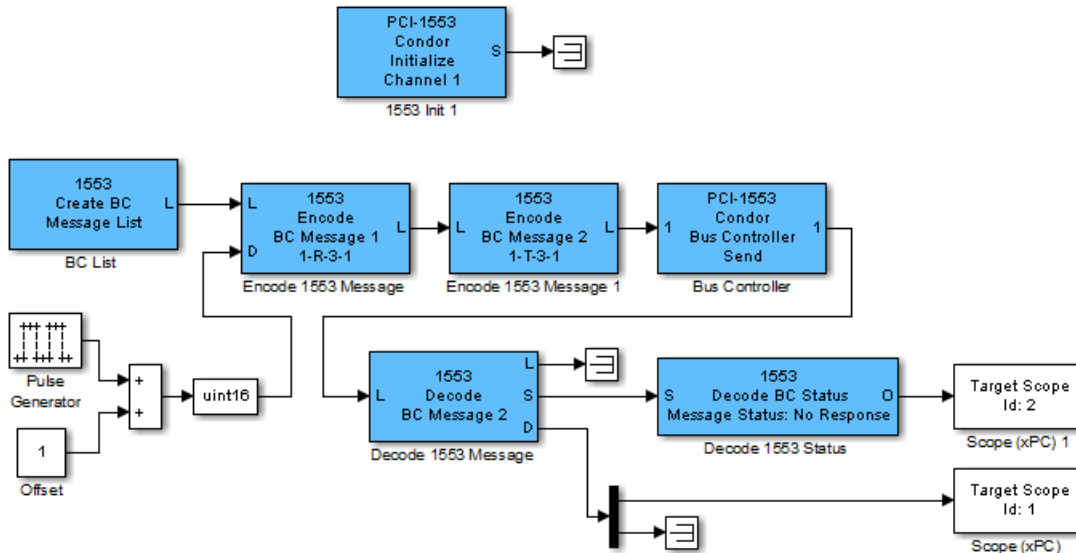 PCI-1553
Condor
Initialize
Channel 1
S
1553 Init 1
1553
Create BC
Message List
L
BC List
1553
Encode
BC Message 1
1-R-3-1
L
D
L
Encode 1553 Message
1553
Encode
BC Message 2
1-T-3-1
L
L
Encode 1553 Message 1
PCI-1553
Condor
Bus Controller
Send
1
1
Bus Controller
Pulse
Generator
+
+
uint16
1
Offset
1553
Decode
BC Message 2
L
L
S
D
Decode 1553 Message
1553
Decode BC Status
Message Status: No Response
S
O
Decode 1553 Status
Target Scope
Id: 2
Scope (xPC) 1
Target Scope
Id: 1
Scope (xPC)